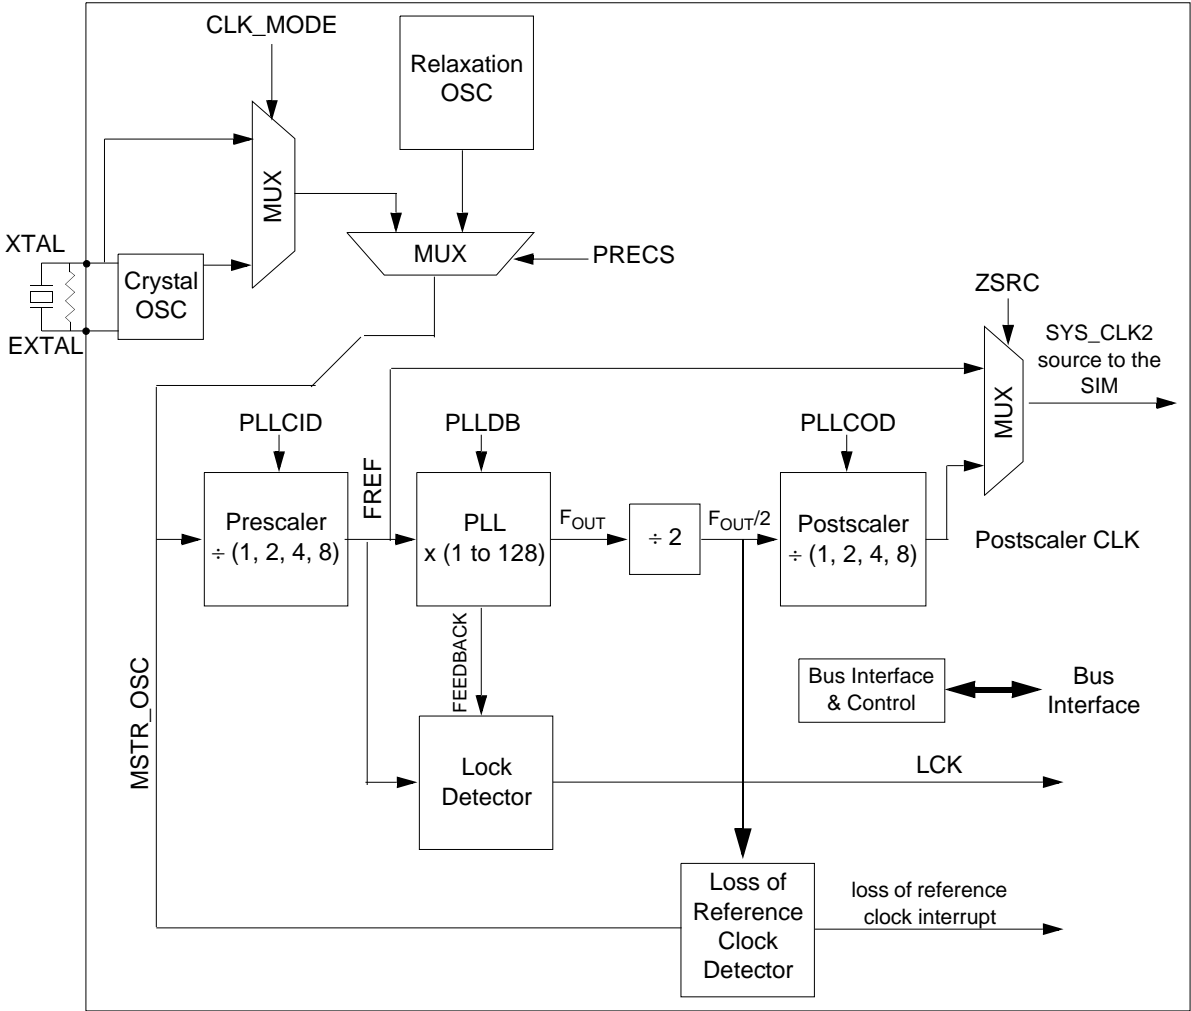 CLK_MODE
Relaxation
OSC
MUX
XTAL
MUX
PRECS
Crystal
OSC
EXTAL
ZSRC
SYS_CLK2
source to the
SIM
MUX
PLLCID
PLLDB
PLLCOD
FREF
Prescaler
÷ (1, 2, 4, 8)
PLL
x (1 to 128)
FOUT
÷ 2
FOUT/2
Postscaler
÷ (1, 2, 4, 8)
Postscaler CLK
FEEDBACK
MSTR_OSC
Bus Interface
& Control
Bus
Interface
Lock
Detector
LCK
Loss of
Reference
Clock
Detector
loss of reference
clock interrupt